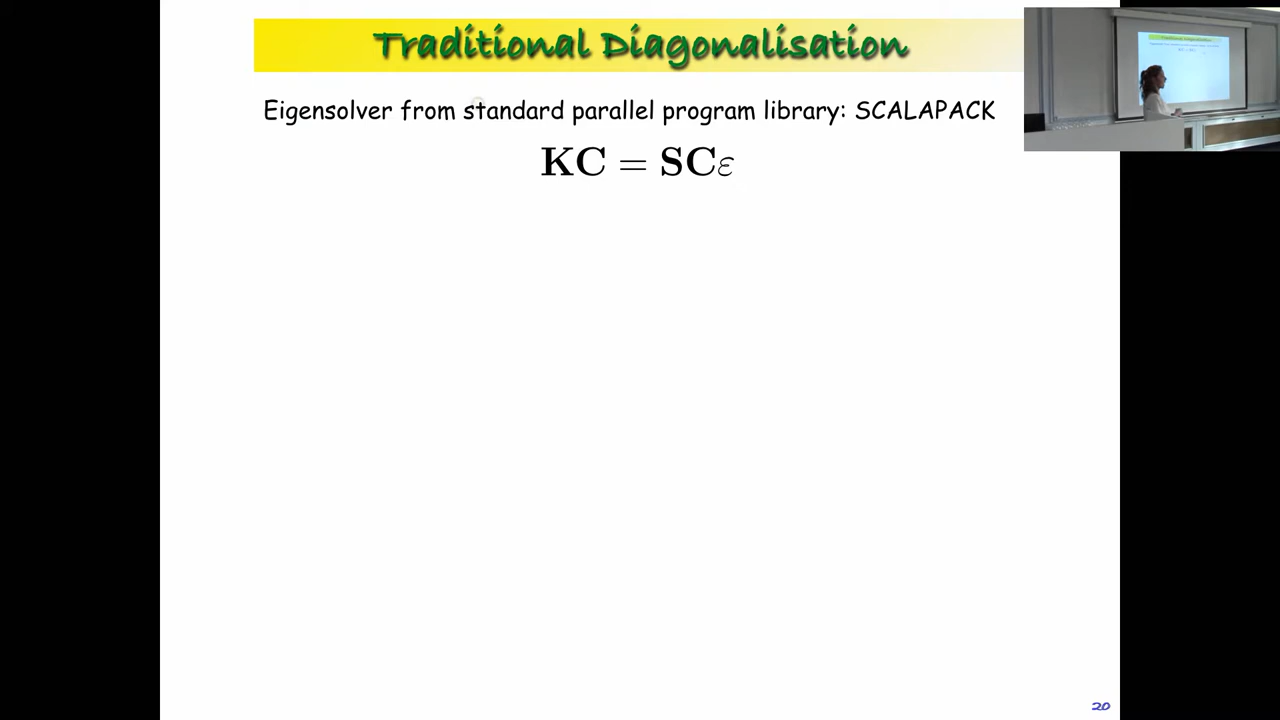 Traditional Diagonalisation
Eigensolver from standard parallel program library: SCALAPACK
KC = SCε
20